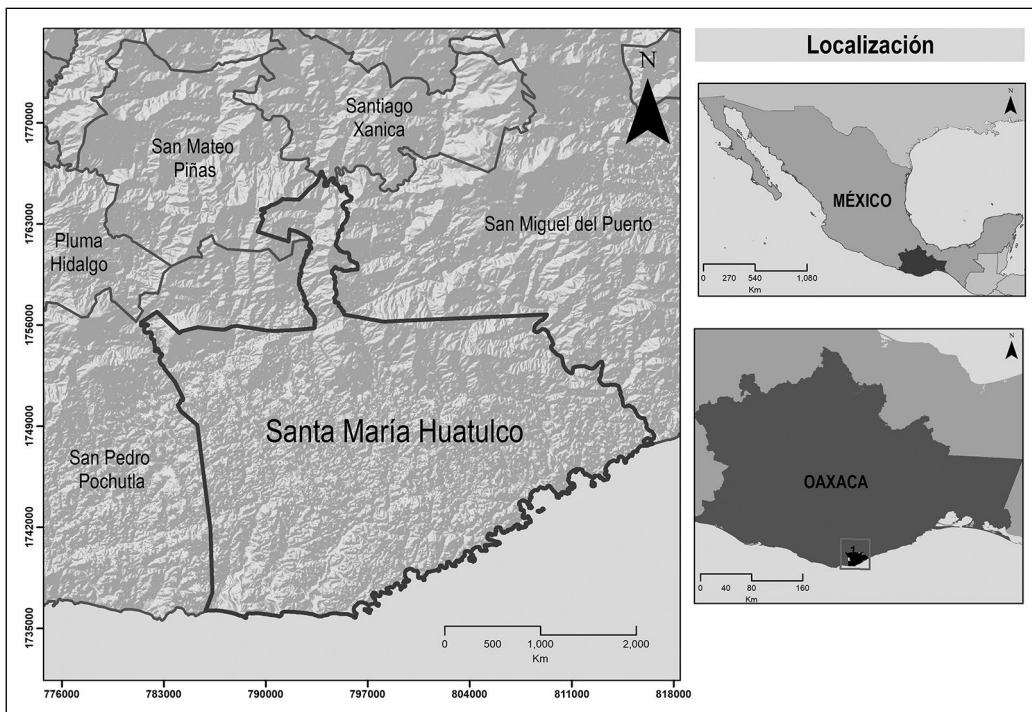 N
Santiago
Xanica
San Mateo
Piñas
San Miguel del Puerto
Pluma
Hidalgo
Santa María Huatulco
San Pedro
Pochutla
1770000
1763000
1756000
1749000
1742000
1735000
0 500 1,000 2,000
Km
776000 783000 790000 797000 804000 811000 818000
Localización
N
MÉXICO
0 270 540 1,080
Km
N
OAXACA
1
0 40 80 160
Km